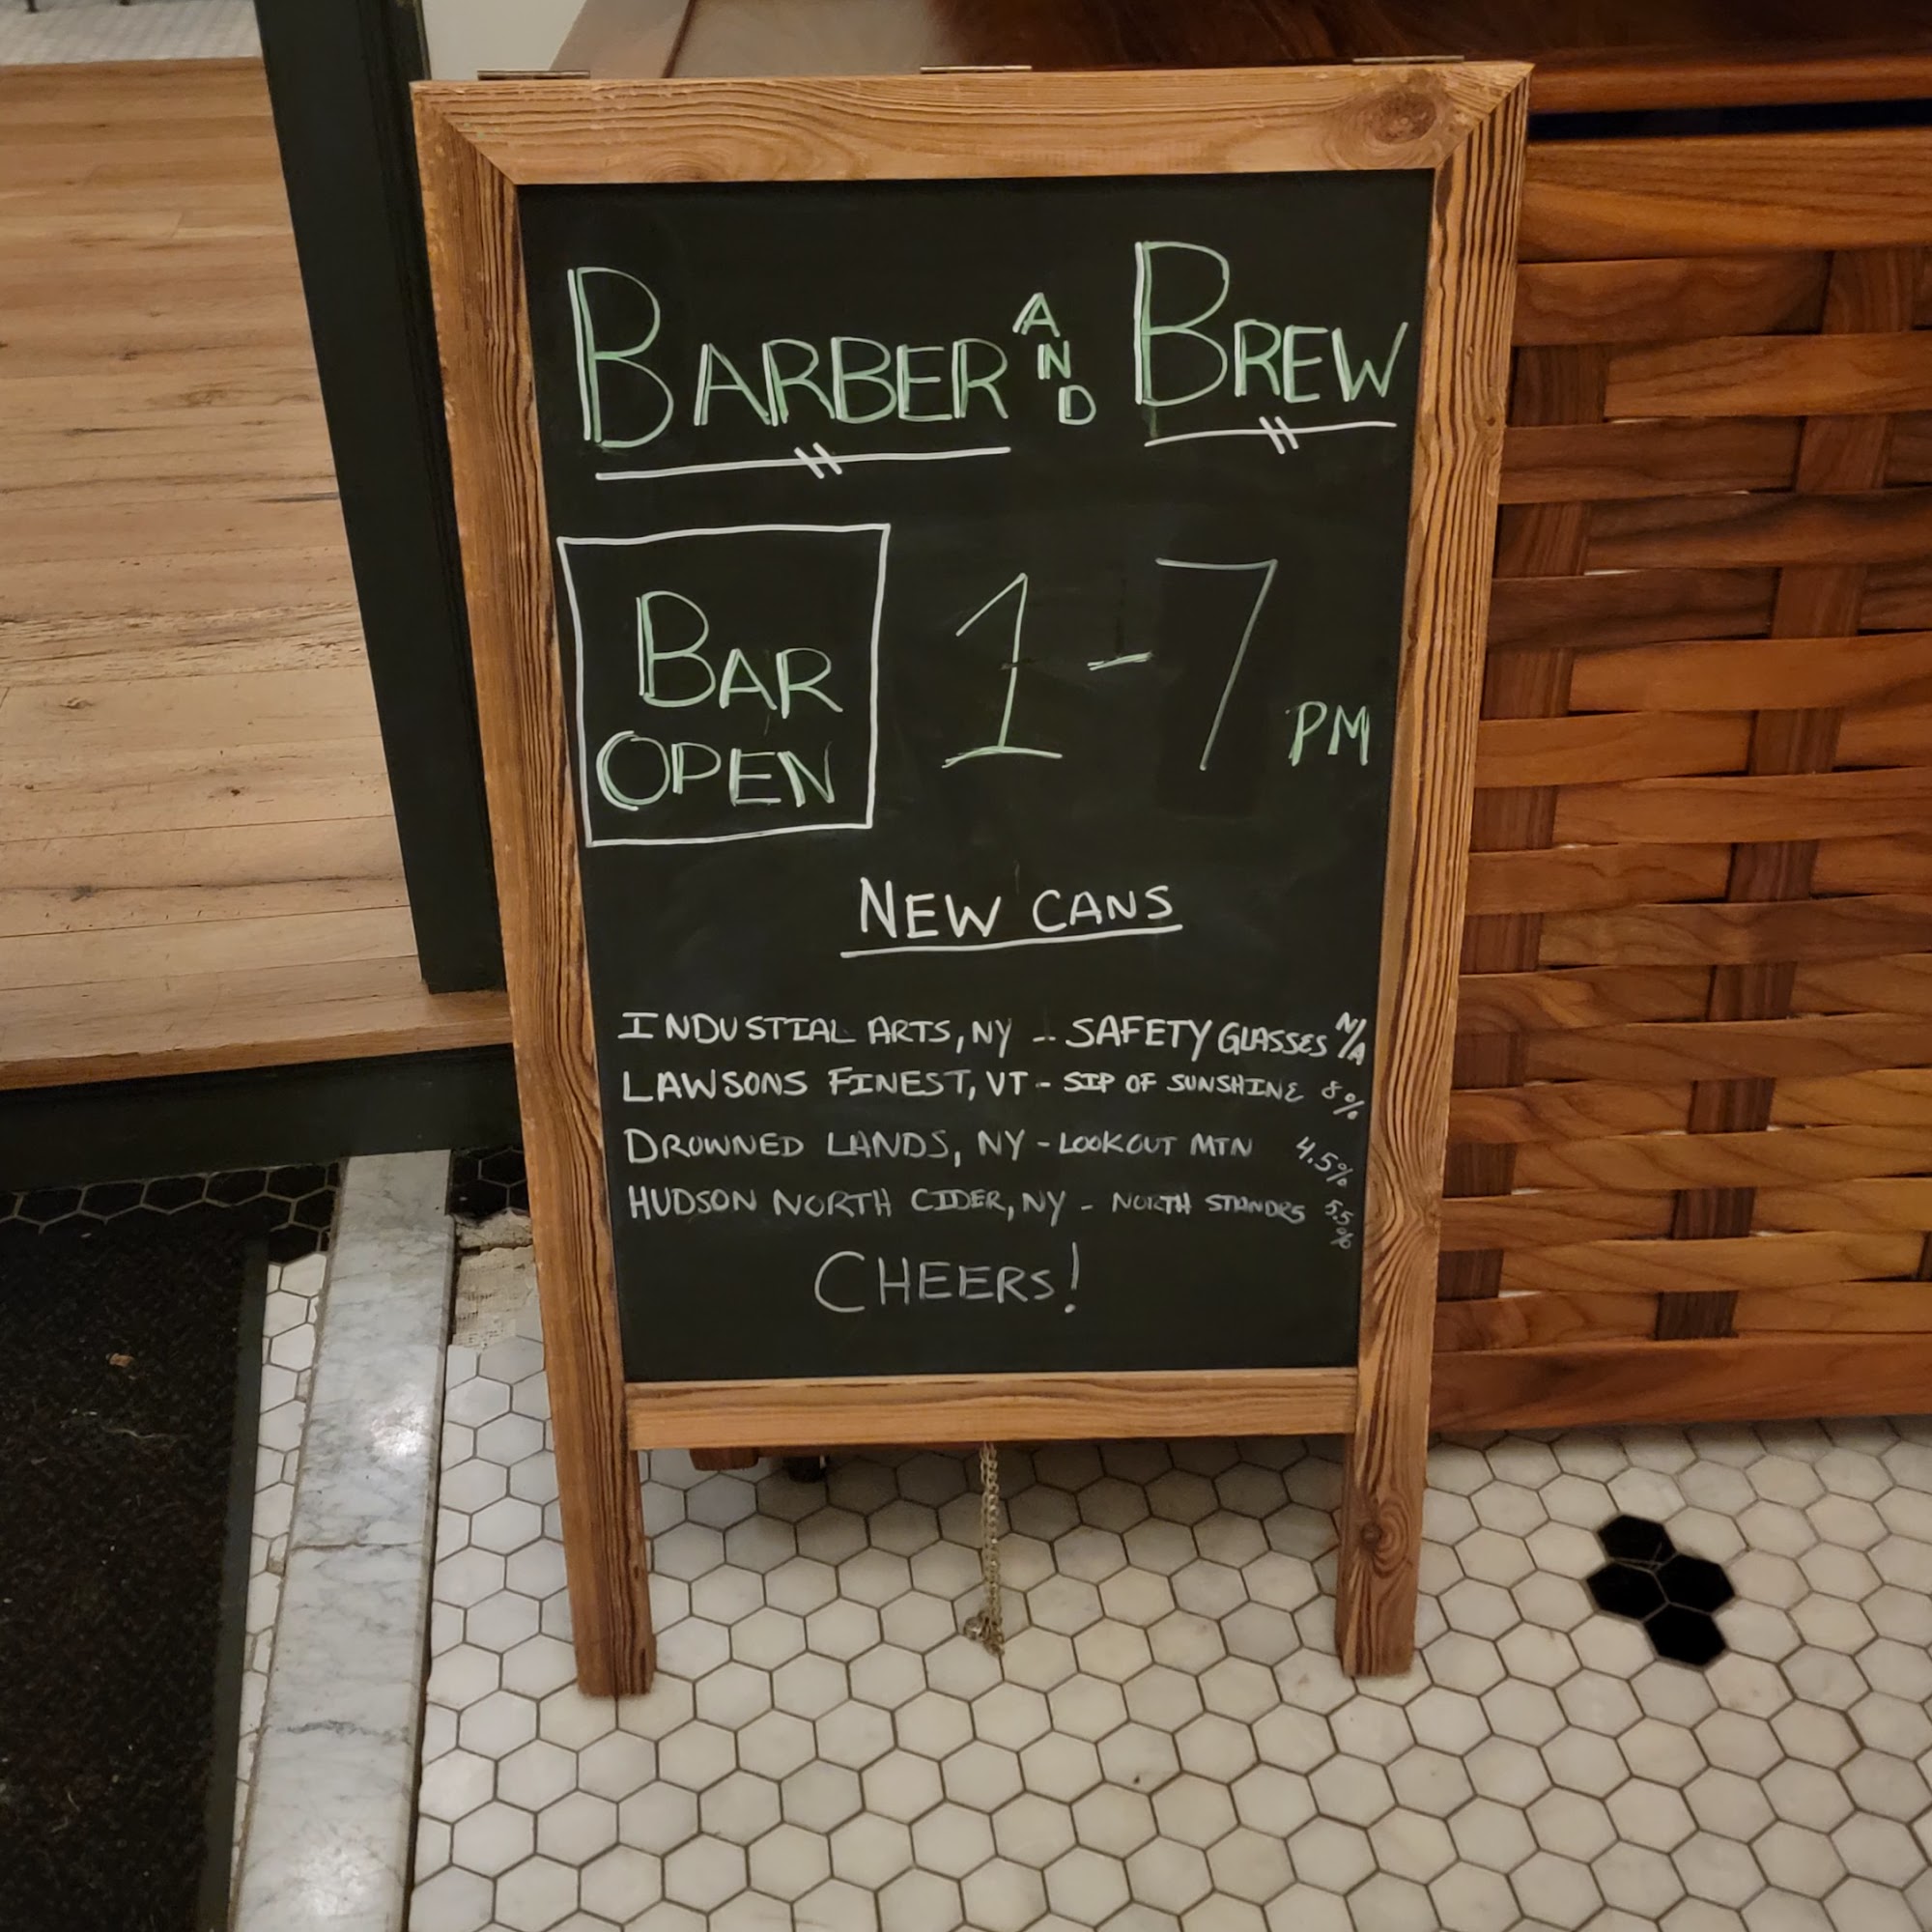 BARBER AND BREW
BAR OPEN 1-7 PM
NEW CANS
INDUSTIAL ARTS, NY -- SAFETY GLASSES N/A
LAWSONS FINEST, VT - SIP OF SUNSHINE 8%
DROWNED LANDS, NY - LOOKOUT MTN 4.5%
HUDSON NORTH CIDER, NY - NORTH STANDRS 5.5%
CHEERS!